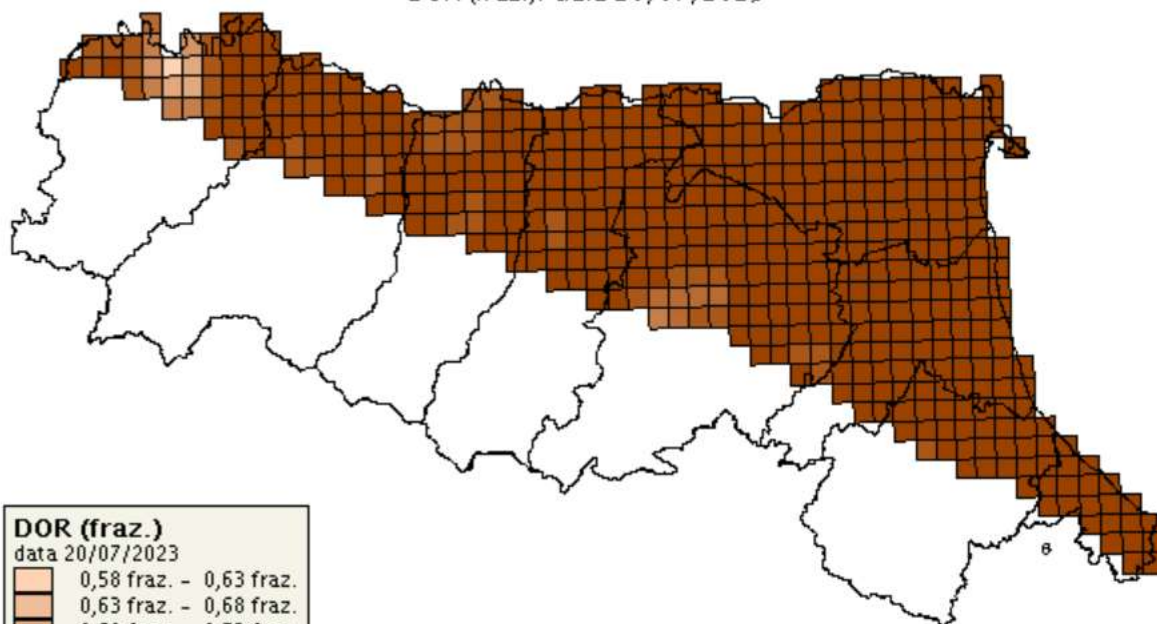 DOR (fraz.)
data 20/07/2023
0,58 fraz. - 0,63 fraz.
0,63 fraz. - 0,68 fraz.